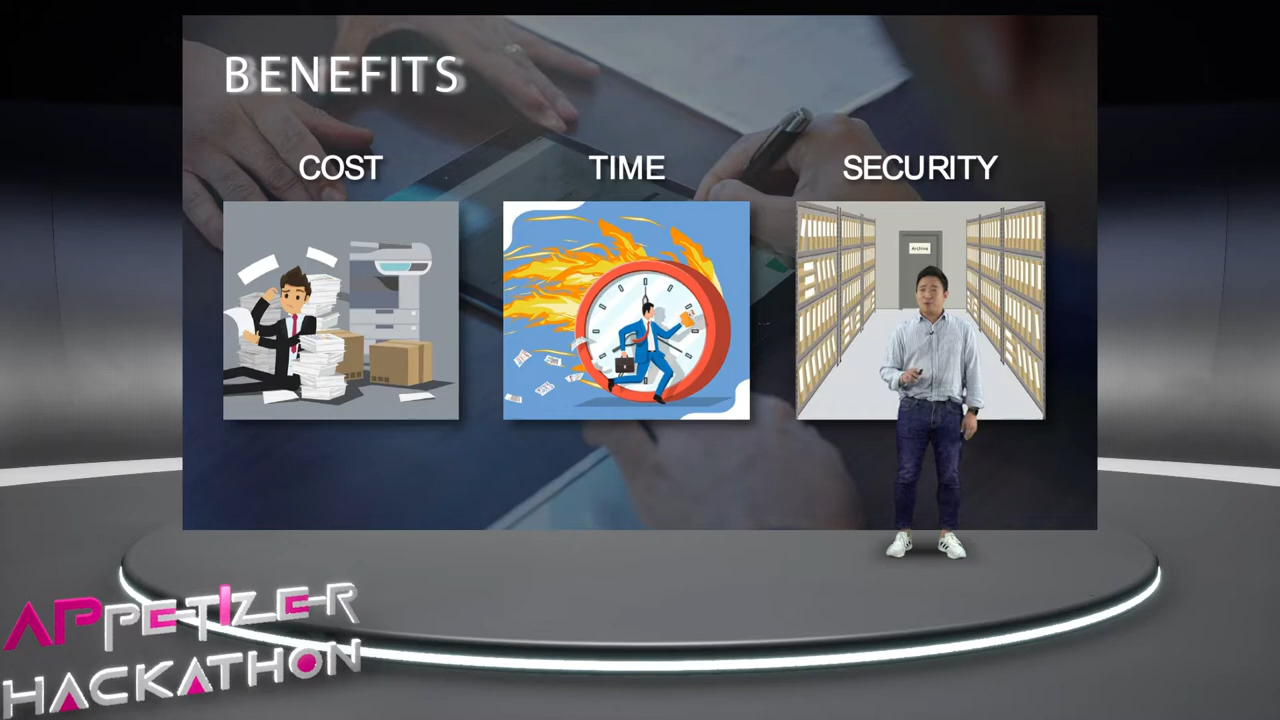 BENEFITS
COST
TIME
SECURITY
Archive
APPETIZER
HACKATHON